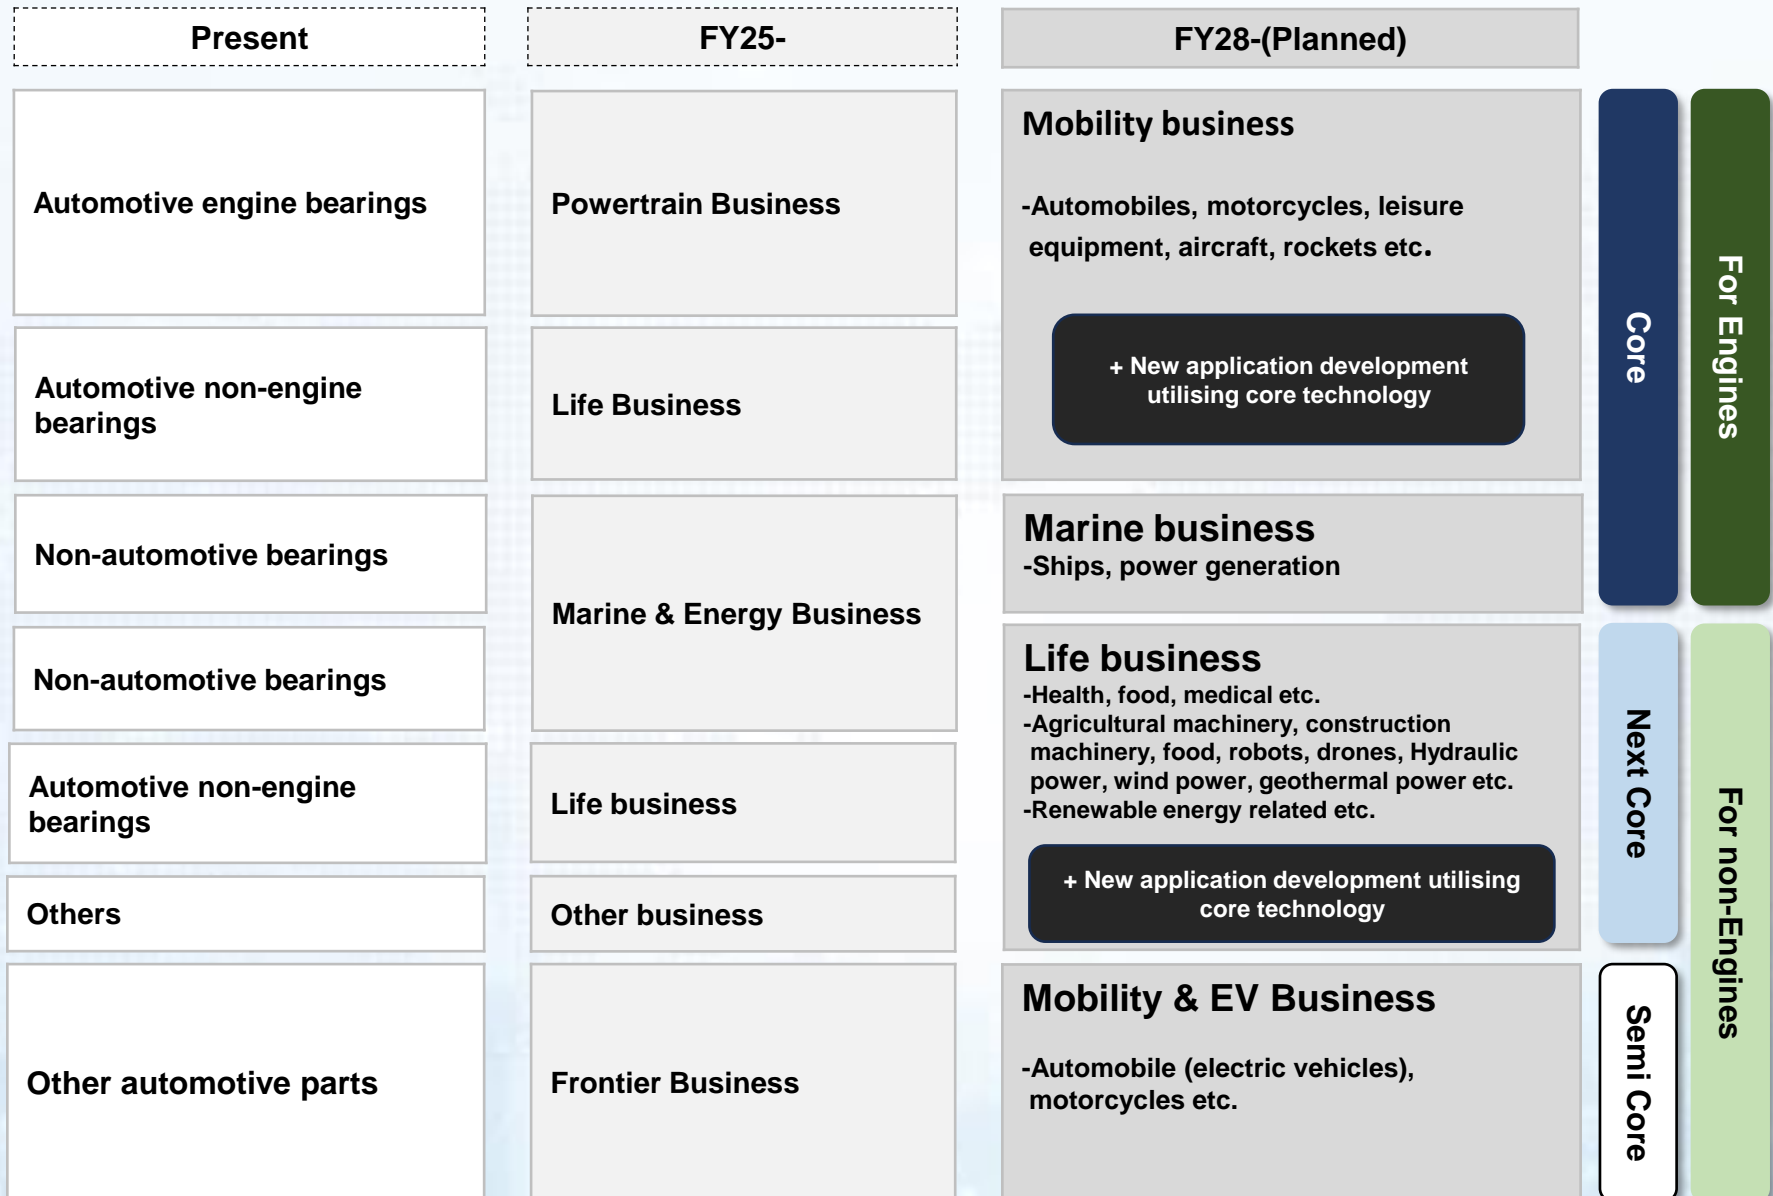 Present
FY25-
FY28-(Planned)
Automotive engine bearings
Powertrain Business
Mobility business
-Automobiles, motorcycles, leisure
equipment, aircraft, rockets etc.
+ New application development
utilising core technology
Automotive non-engine
bearings
Life Business
Non-automotive bearings
Marine & Energy Business
Marine business
-Ships, power generation
Non-automotive bearings
Life business
-Health, food, medical etc.
-Agricultural machinery, construction
machinery, food, robots, drones, Hydraulic
power, wind power, geothermal power etc.
-Renewable energy related etc.
+ New application development utilising
core technology
Automotive non-engine
bearings
Life business
Others
Other business
Other automotive parts
Frontier Business
Mobility & EV Business
-Automobile (electric vehicles),
motorcycles etc.
Core
Next Core
Semi Core
For Engines
For non-Engines